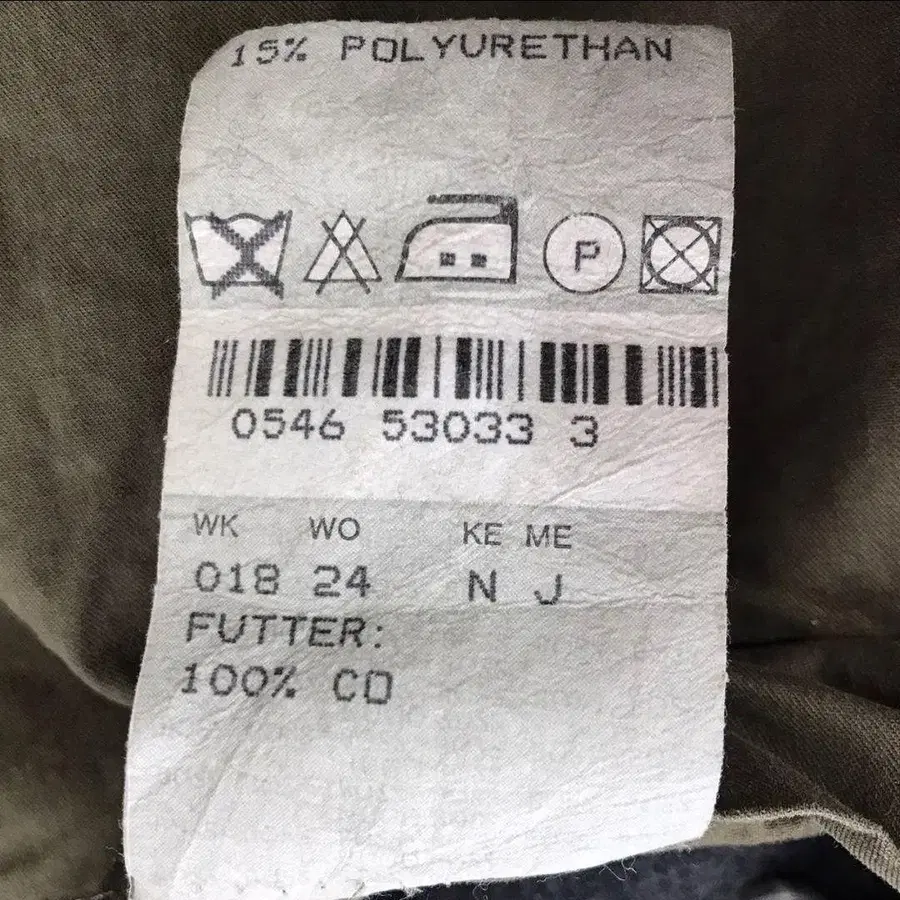 15% POLYURETHAN
P
0546 53033 3
WK WO KE ME
018 24 N J
FUTTER:
100% CO